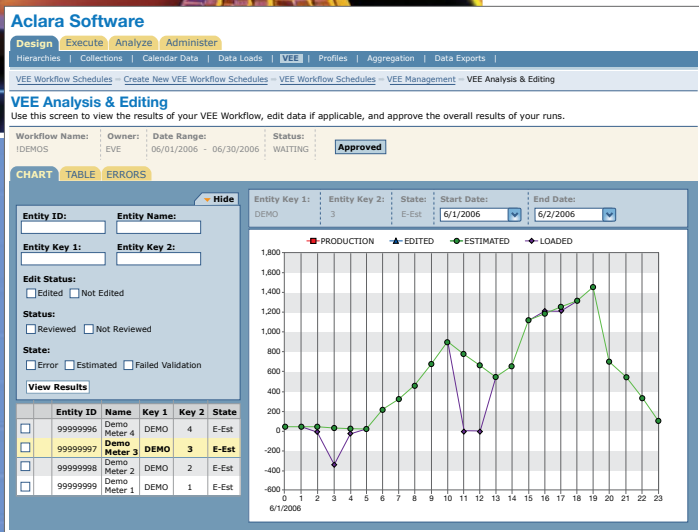 Aclara Software
Design Execute Analyze Administer
Hierarchies | Collections | Calendar Data | Data Loads | VEE | Profiles | Aggregation | Data Exports |
VEE Workflow Schedules - Create New VEE Workflow Schedules - VEE Workflow Schedules - VEE Management - VEE Analysis & Editing
VEE Analysis & Editing
Use this screen to view the results of your VEE Workflow, edit data if applicable, and approve the overall results of your runs.
Workflow Name: Owner: Date Range: Status:
!DEMOS EVE 06/01/2006 - 06/30/2006 WAITING Approved
CHART TABLE ERRORS
Hide
Entity ID: Entity Name:
Entity Key 1: Entity Key 2:
Edit Status:
Edited Not Edited
Status:
Reviewed Not Reviewed
State:
Error Estimated Failed Validation
View Results
Entity ID Name Key 1 Key 2 State
99999996 Demo Meter 4 DEMO 4 E-Est
99999997 Demo Meter 3 DEMO 3 E-Est
99999998 Demo Meter 2 DEMO 2 E-Est
99999999 Demo Meter 1 DEMO 1 E-Est
Entity Key 1: Entity Key 2: State: Start Date: End Date:
DEMO 3 E-Est 6/1/2006 6/2/2006
PRODUCTION EDITED ESTIMATED LOADED
1,800
1,600
1,400
1,200
1,000
800
600
400
200
0
-200
-400
-600
0 1 2 3 4 5 6 7 8 9 10 11 12 13 14 15 16 17 18 19 20 21 22 23
6/1/2006